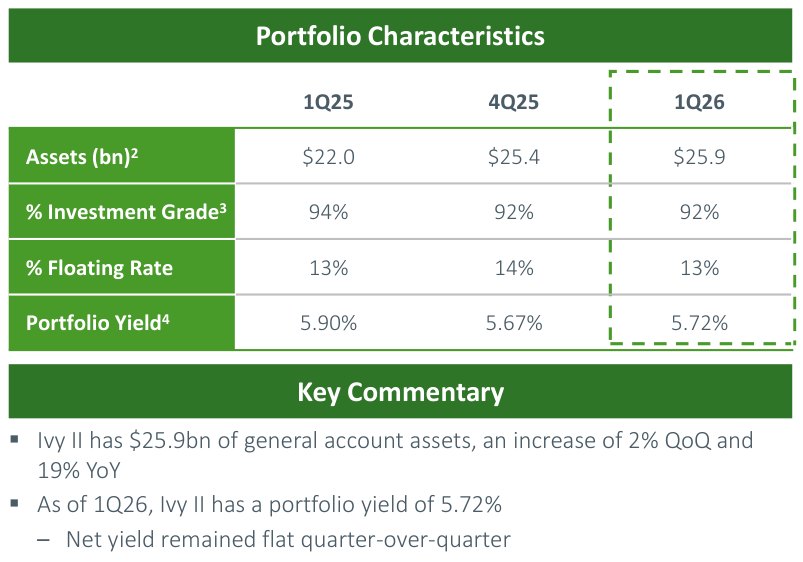 Portfolio Characteristics
1Q25 4Q25 1Q26
Assets (bn)2 $22.0 $25.4 $25.9
% Investment Grade3 94% 92% 92%
% Floating Rate 13% 14% 13%
Portfolio Yield4 5.90% 5.67% 5.72%
Key Commentary
▪ Ivy II has $25.9bn of general account assets, an increase of 2% QoQ and
19% YoY
▪ As of 1Q26, Ivy II has a portfolio yield of 5.72%
– Net yield remained flat quarter-over-quarter